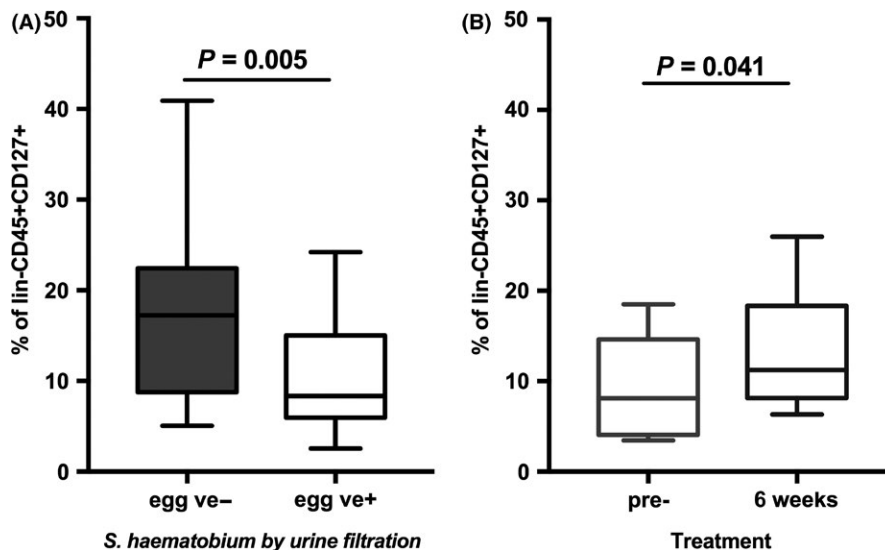 (A)
P = 0.005
50
40
30
20
10
0
% of lin-CD45+CD127+
egg ve– egg ve+
S. haematobium by urine filtration
(B)
P = 0.041
50
40
30
20
10
0
% of lin-CD45+CD127+
pre- 6 weeks
Treatment